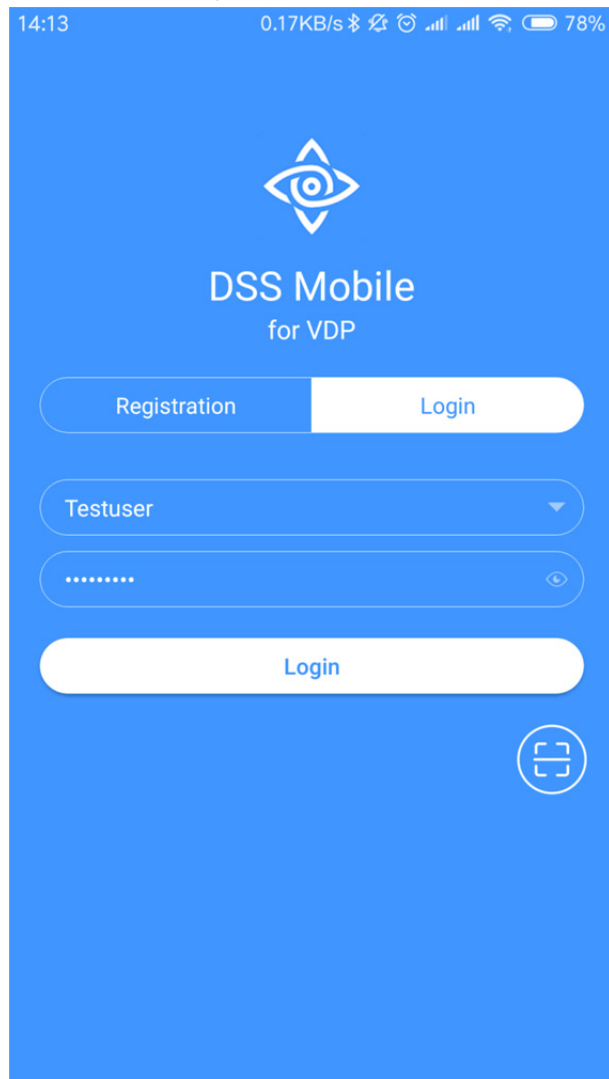 14:13 0.17KB/s 78%
DSS Mobile
for VDP
Registration Login
Testuser
•••••••••
Login